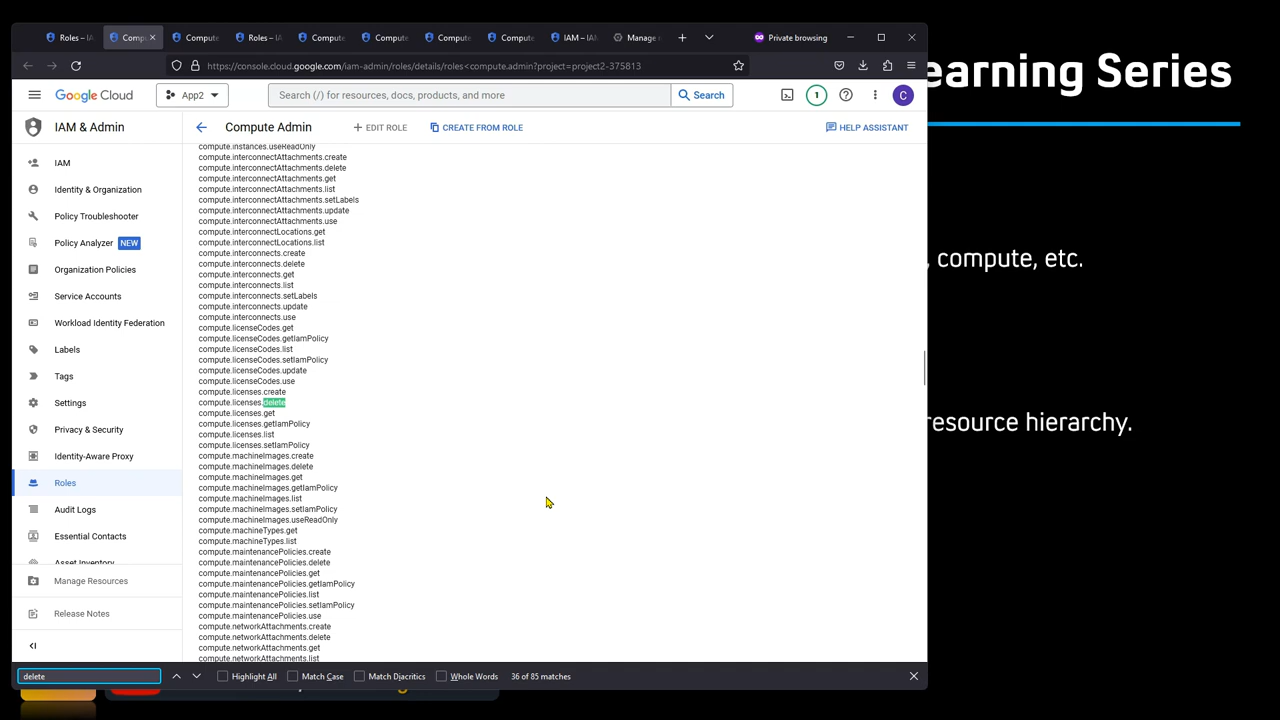 Roles – IA
Compu
Compute
Roles – IA
Compute
Compute
Compute
Compute
IAM – IAM
Manage r
Private browsing
https://console.cloud.google.com/iam-admin/roles/details/roles<compute.admin?project=project2-375813
earning Series
Google Cloud
App2
Search (/) for resources, docs, products, and more
Search
1
C
IAM & Admin
Compute Admin
EDIT ROLE
CREATE FROM ROLE
HELP ASSISTANT
IAM
Identity & Organization
Policy Troubleshooter
Policy Analyzer NEW
Organization Policies
Service Accounts
Workload Identity Federation
Labels
Tags
Settings
Privacy & Security
Identity-Aware Proxy
Roles
Audit Logs
Essential Contacts
Asset Inventory
Manage Resources
Release Notes
compute.instances.useReadOnly
compute.interconnectAttachments.create
compute.interconnectAttachments.delete
compute.interconnectAttachments.get
compute.interconnectAttachments.list
compute.interconnectAttachments.setLabels
compute.interconnectAttachments.update
compute.interconnectAttachments.use
compute.interconnectLocations.get
compute.interconnectLocations.list
compute.interconnects.create
compute.interconnects.delete
compute.interconnects.get
compute.interconnects.list
compute.interconnects.setLabels
compute.interconnects.update
compute.interconnects.use
compute.licenseCodes.get
compute.licenseCodes.getIamPolicy
compute.licenseCodes.list
compute.licenseCodes.setIamPolicy
compute.licenseCodes.update
compute.licenseCodes.use
compute.licenses.create
compute.licenses.delete
compute.licenses.get
compute.licenses.getIamPolicy
compute.licenses.list
compute.licenses.setIamPolicy
compute.machineImages.create
compute.machineImages.delete
compute.machineImages.get
compute.machineImages.getIamPolicy
compute.machineImages.list
compute.machineImages.setIamPolicy
compute.machineImages.useReadOnly
compute.machineTypes.get
compute.machineTypes.list
compute.maintenancePolicies.create
compute.maintenancePolicies.delete
compute.maintenancePolicies.get
compute.maintenancePolicies.getIamPolicy
compute.maintenancePolicies.list
compute.maintenancePolicies.setIamPolicy
compute.maintenancePolicies.use
compute.networkAttachments.create
compute.networkAttachments.delete
compute.networkAttachments.get
compute.networkAttachments.list
, compute, etc.
resource hierarchy.
delete
Highlight All
Match Case
Match Diacritics
Whole Words
36 of 85 matches